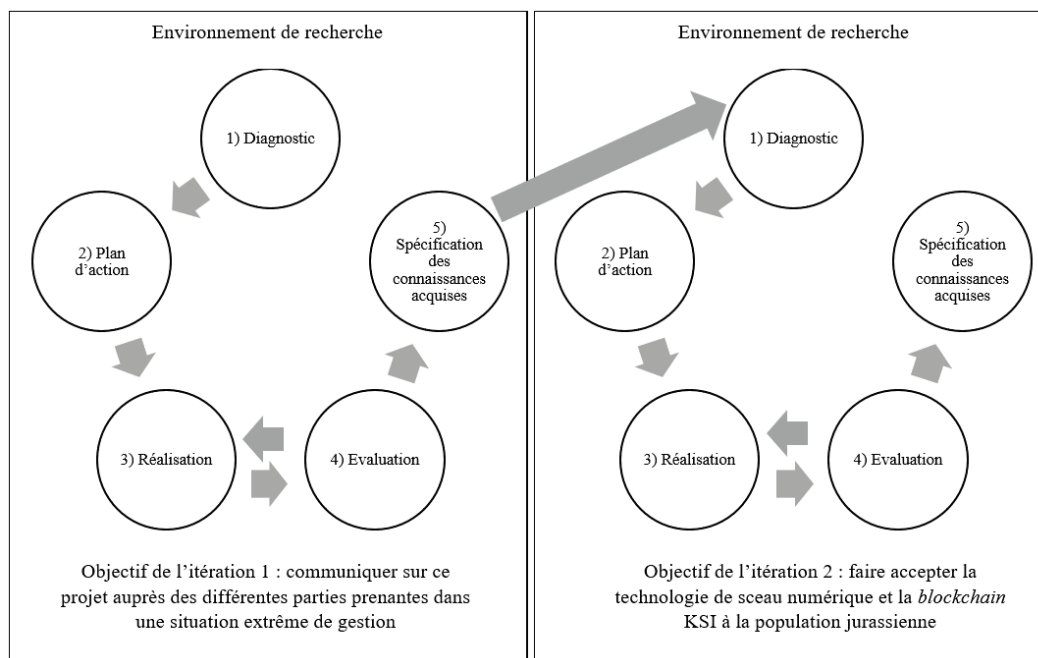 Environnement de recherche
1) Diagnostic
2) Plan
d’action
5)
Spécification
des
connaissances
acquises
3) Réalisation
4) Evaluation
Objectif de l’itération 1 : communiquer sur ce
projet auprès des différentes parties prenantes dans
une situation extrême de gestion
Environnement de recherche
1) Diagnostic
2) Plan
d’action
5)
Spécification
des
connaissances
acquises
3) Réalisation
4) Evaluation
Objectif de l’itération 2 : faire accepter la
technologie de sceau numérique et la blockchain
KSI à la population jurassienne